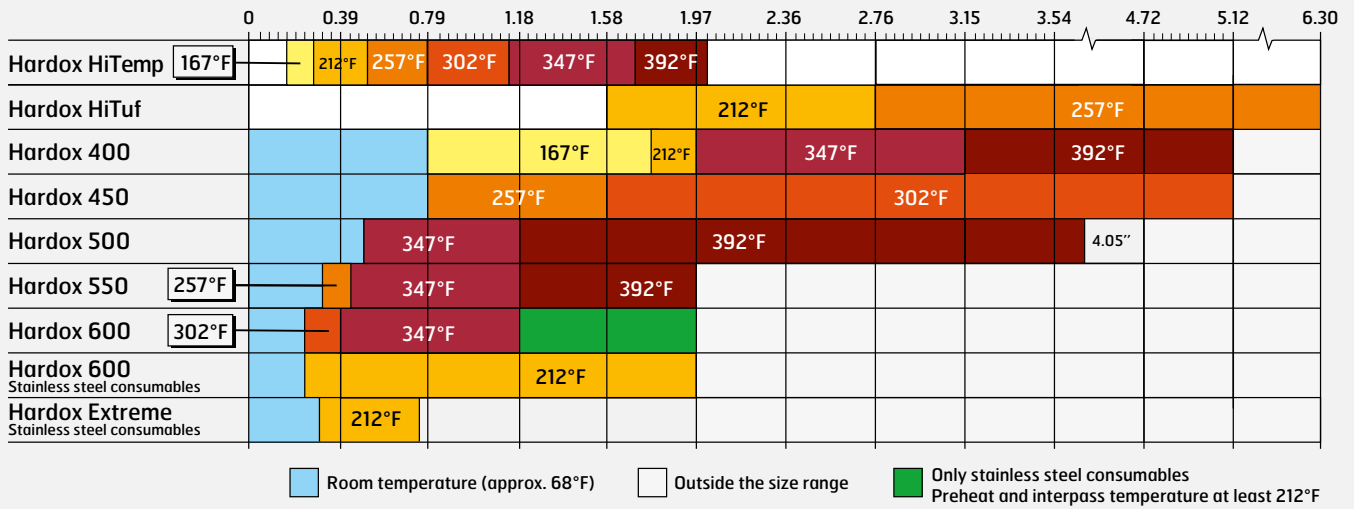 0 0.39 0.79 1.18 1.58 1.97 2.36 2.76 3.15 3.54 4.72 5.12 6.30
Hardox HiTemp 167°F 212°F 257°F 302°F 347°F 392°F
Hardox HiTuf 212°F 257°F
Hardox 400 167°F 212°F 347°F 392°F
Hardox 450 257°F 302°F
Hardox 500 347°F 392°F 4.05″
Hardox 550 257°F 347°F 392°F
Hardox 600 302°F 347°F
Hardox 600 212°F
Stainless steel consumables
Hardox Extreme 212°F
Stainless steel consumables
Room temperature (approx. 68°F) Outside the size range Only stainless steel consumables
Preheat and interpass temperature at least 212°F